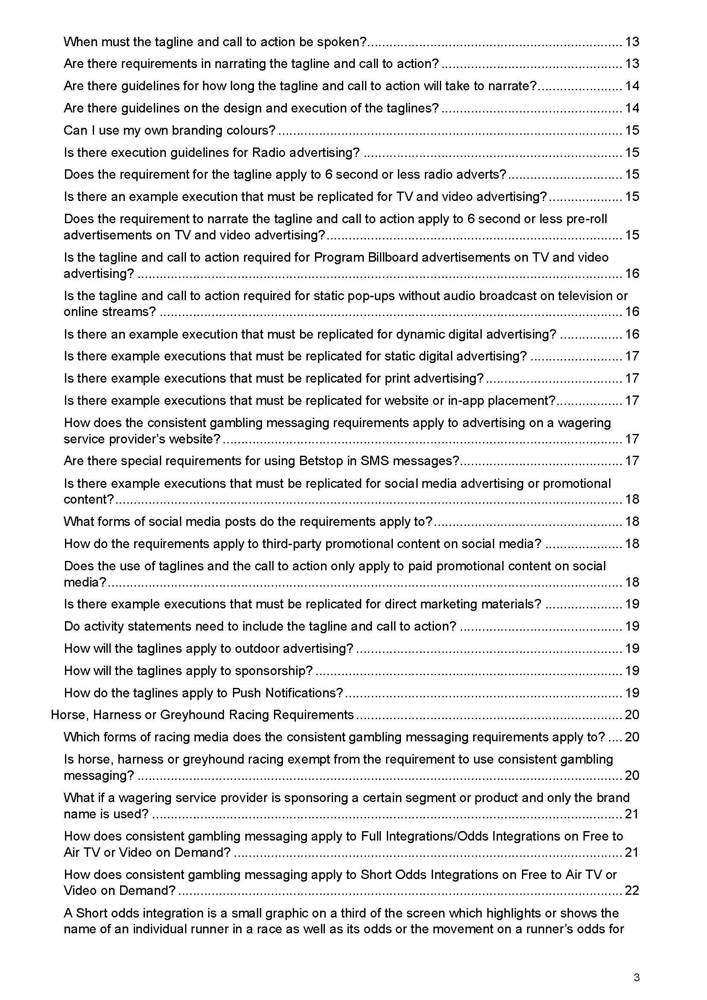 When must the tagline and call to action be spoken?..................................................................... 13
Are there requirements in narrating the tagline and call to action? ................................................. 13
Are there guidelines for how long the tagline and call to action will take to narrate?....................... 14
Are there guidelines on the design and execution of the taglines? ................................................. 14
Can I use my own branding colours? ............................................................................................. 15
Is there execution guidelines for Radio advertising? ...................................................................... 15
Does the requirement for the tagline apply to 6 second or less radio adverts?............................... 15
Is there an example execution that must be replicated for TV and video advertising?.................... 15
Does the requirement to narrate the tagline and call to action apply to 6 second or less pre-roll
advertisements on TV and video advertising?................................................................................ 15
Is the tagline and call to action required for Program Billboard advertisements on TV and video
advertising? ................................................................................................................................... 16
Is the tagline and call to action required for static pop-ups without audio broadcast on television or
online streams? ............................................................................................................................. 16
Is there an example execution that must be replicated for dynamic digital advertising? ................. 16
Is there example executions that must be replicated for static digital advertising? ......................... 17
Is there example executions that must be replicated for print advertising?..................................... 17
Is there example executions that must be replicated for website or in-app placement?.................. 17
How does the consistent gambling messaging requirements apply to advertising on a wagering
service provider’s website?............................................................................................................ 17
Are there special requirements for using Betstop in SMS messages?............................................ 17
Is there example executions that must be replicated for social media advertising or promotional
content?......................................................................................................................................... 18
What forms of social media posts do the requirements apply to?................................................... 18
How do the requirements apply to third-party promotional content on social media? ..................... 18
Does the use of taglines and the call to action only apply to paid promotional content on social
media?........................................................................................................................................... 18
Is there example executions that must be replicated for direct marketing materials? ..................... 19
Do activity statements need to include the tagline and call to action? ............................................ 19
How will the taglines apply to outdoor advertising? ........................................................................ 19
How will the taglines apply to sponsorship? ................................................................................... 19
How do the taglines apply to Push Notifications?........................................................................... 19
Horse, Harness or Greyhound Racing Requirements ........................................................................ 20
Which forms of racing media does the consistent gambling messaging requirements apply to? .... 20
Is horse, harness or greyhound racing exempt from the requirement to use consistent gambling
messaging? ................................................................................................................................... 20
What if a wagering service provider is sponsoring a certain segment or product and only the brand
name is used? ............................................................................................................................... 21
How does consistent gambling messaging apply to Full Integrations/Odds Integrations on Free to
Air TV or Video on Demand? ......................................................................................................... 21
How does consistent gambling messaging apply to Short Odds Integrations on Free to Air TV or
Video on Demand? ........................................................................................................................ 22
A Short odds integration is a small graphic on a third of the screen which highlights or shows the
name of an individual runner in a race as well as its odds or the movement on a runner’s odds for
3